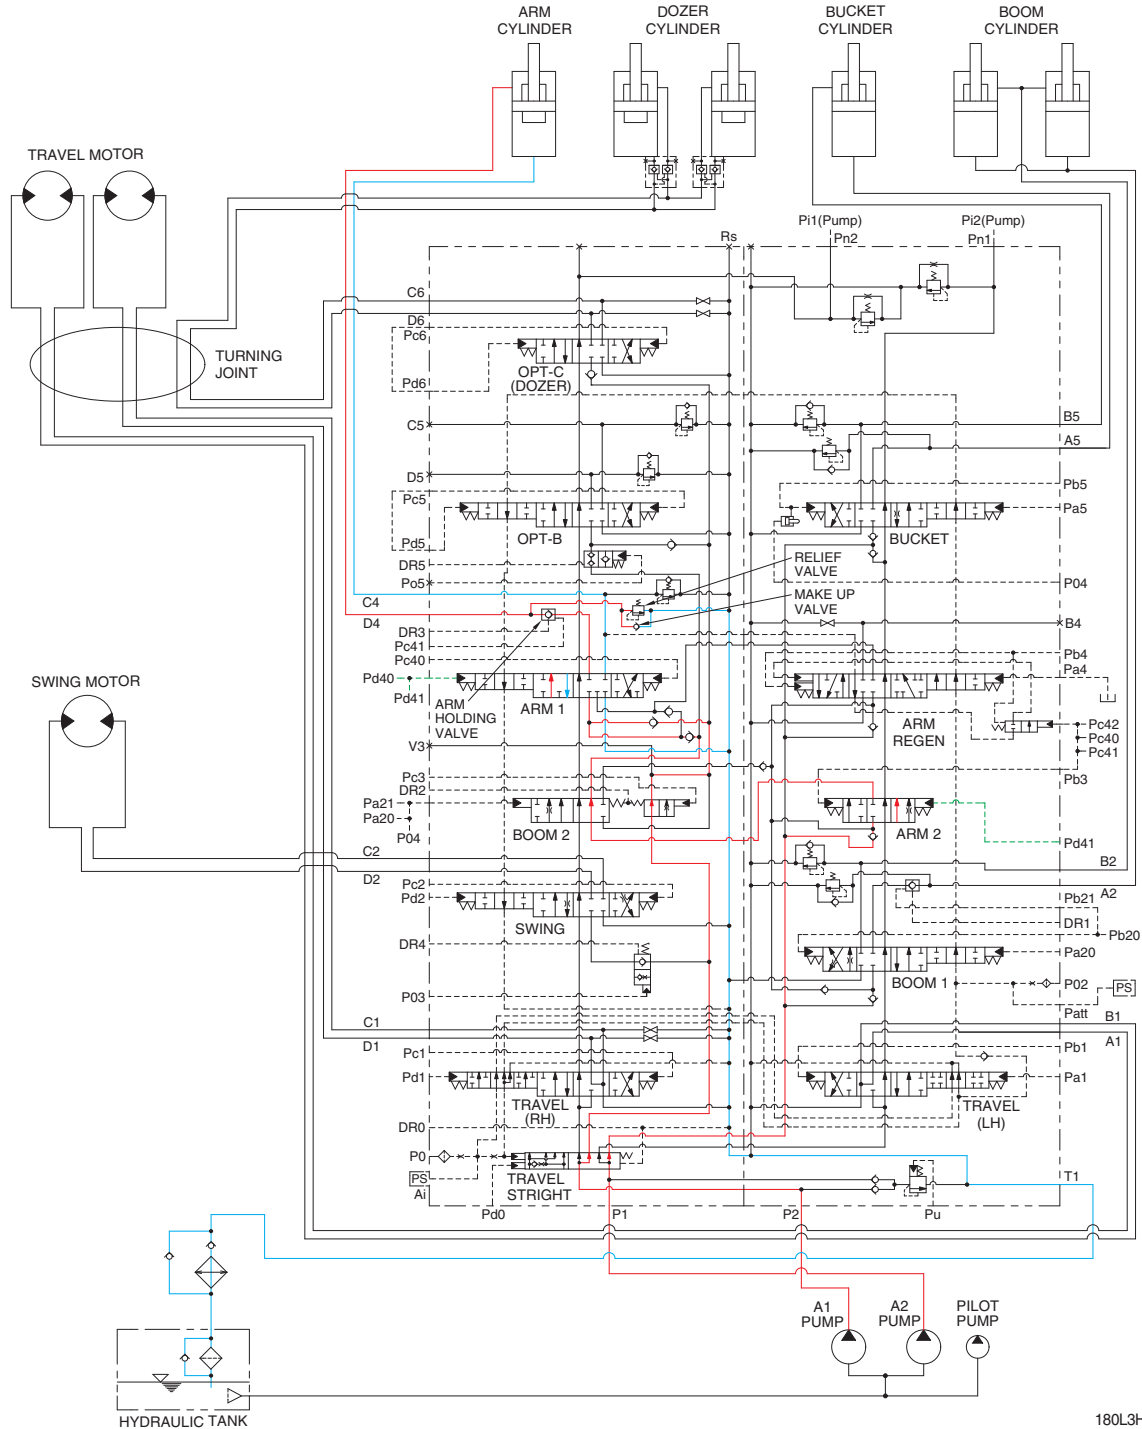 ARM
CYLINDER
DOZER
CYLINDER
BUCKET
CYLINDER
BOOM
CYLINDER
TRAVEL MOTOR
TURNING
JOINT
Pi1(Pump)
Pi2(Pump)
Rs
Pn2
Pn1
C6
D6
Pc6
Pd6
OPT-C
(DOZER)
C5
B5
A5
D5
Pc5
Pb5
Pa5
OPT-B
BUCKET
Pd5
DR5
Po5
RELIEF
VALVE
P04
MAKE UP
VALVE
C4
D4
B4
DR3
Pc41
Pc40
Pb4
Pa4
Pd40
Pd41
SWING MOTOR
ARM
HOLDING
VALVE
ARM 1
ARM
REGEN
Pc42
Pc40
Pc41
V3
Pc3
DR2
Pb3
Pa21
Pa20
P04
BOOM 2
ARM 2
Pd41
C2
B2
D2
Pc2
Pd2
A2
Pb21
DR1
SWING
Pb20
DR4
Pa20
BOOM 1
P03
P02
PS
Patt
C1
B1
D1
A1
Pc1
Pb1
Pd1
Pa1
TRAVEL
(RH)
TRAVEL
(LH)
DR0
P0
PS
Ai
TRAVEL
STRIGHT
T1
Pd0
P1
P2
Pu
A1
PUMP
A2
PUMP
PILOT
PUMP
HYDRAULIC TANK